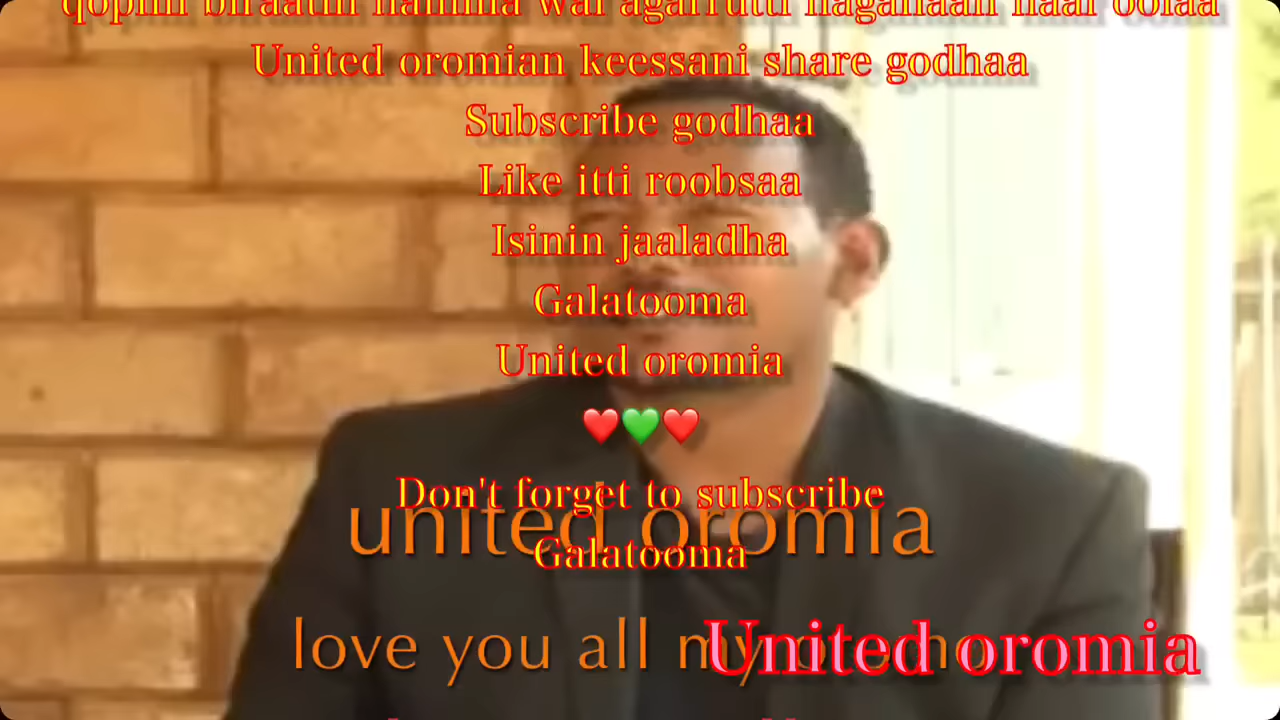 United oromian keessani share godhaa
Subscribe godhaa
Like itti roobsaa
Isinin jaaladha
Galatooma
United oromia
❤️💚❤️
Don't forget to subscribe
united oromia
Galatooma
love you all my
United oromia